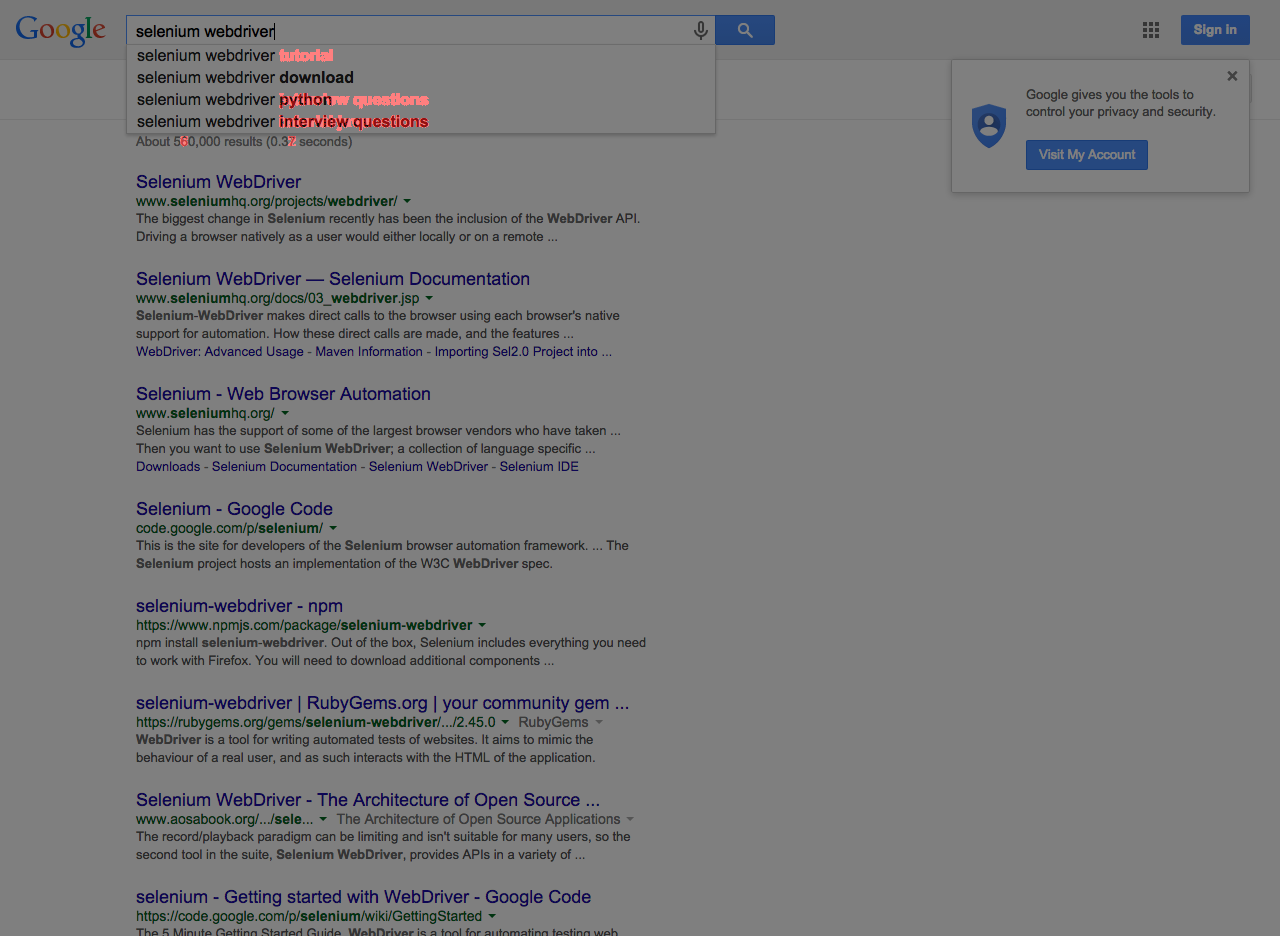 Google
selenium webdriver
Sign in
selenium webdriver tutorial
selenium webdriver download
selenium webdriver python
selenium webdriver interview questions
Google gives you the tools to
control your privacy and security.
Visit My Account
About 0,000 results (0.3 seconds)
Selenium WebDriver
www.seleniumhq.org/projects/webdriver/
The biggest change in Selenium recently has been the inclusion of the WebDriver API.
Driving a browser natively as a user would either locally or on a remote ...
Selenium WebDriver — Selenium Documentation
www.seleniumhq.org/docs/03_webdriver.jsp
Selenium-WebDriver makes direct calls to the browser using each browser's native
support for automation. How these direct calls are made, and the features ...
WebDriver: Advanced Usage - Maven Information - Importing Sel2.0 Project into ...
Selenium - Web Browser Automation
www.seleniumhq.org/
Selenium has the support of some of the largest browser vendors who have taken ...
Then you want to use Selenium WebDriver; a collection of language specific ...
Downloads - Selenium Documentation - Selenium WebDriver - Selenium IDE
Selenium - Google Code
code.google.com/p/selenium/
This is the site for developers of the Selenium browser automation framework. ... The
Selenium project hosts an implementation of the W3C WebDriver spec.
selenium-webdriver - npm
https://www.npmjs.com/package/selenium-webdriver
npm install selenium-webdriver. Out of the box, Selenium includes everything you need
to work with Firefox. You will need to download additional components ...
selenium-webdriver | RubyGems.org | your community gem ...
https://rubygems.org/gems/selenium-webdriver/.../2.45.0 RubyGems
WebDriver is a tool for writing automated tests of websites. It aims to mimic the
behaviour of a real user, and as such interacts with the HTML of the application.
Selenium WebDriver - The Architecture of Open Source ...
www.aosabook.org/.../sele... The Architecture of Open Source Applications
The record/playback paradigm can be limiting and isn't suitable for many users, so the
second tool in the suite, Selenium WebDriver, provides APIs in a variety of ...
selenium - Getting started with WebDriver - Google Code
https://code.google.com/p/selenium/wiki/GettingStarted
The 5 Minute Getting Started Guide. WebDriver is a tool for automating testing web